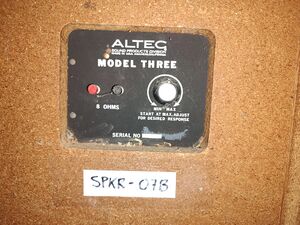 ALTEC
SOUND PRODUCTS DIVISION
MODEL THREE
MIN MAX
8 OHMS
START AT MAX. ADJUST
FOR DESIRED RESPONSE
SERIAL NO
SPKR-07B